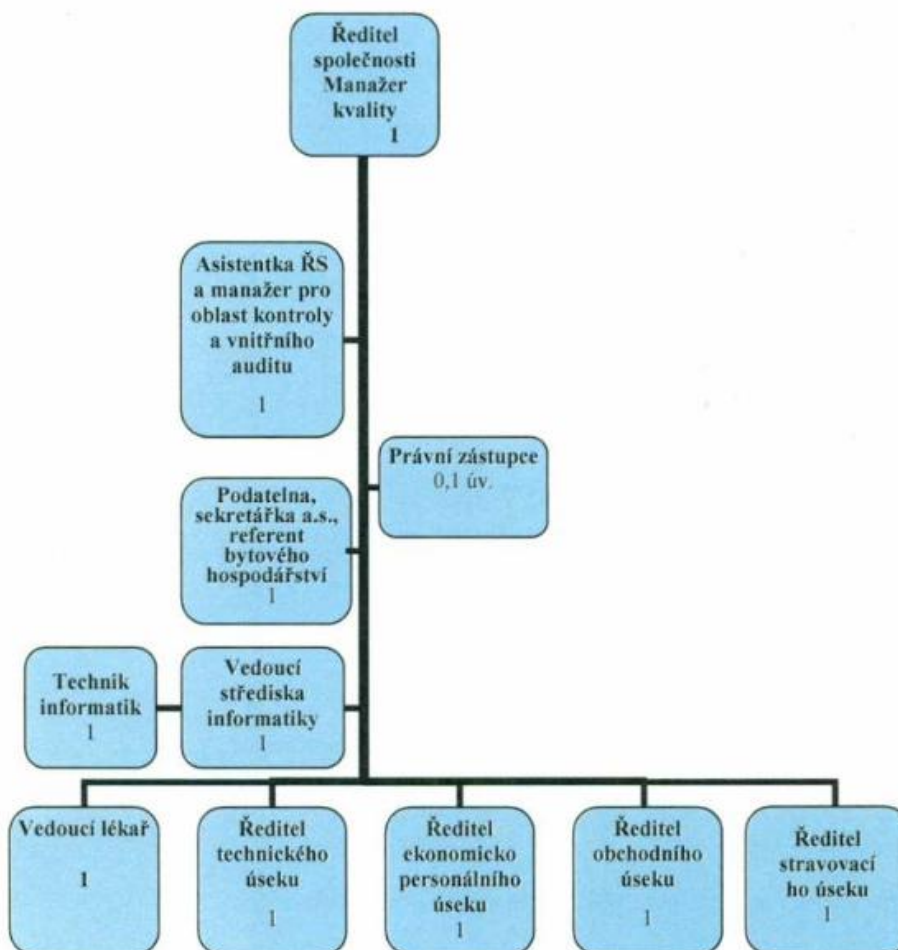 Ředitel
společnosti
Manažer
kvality
1
Asistentka ŘS
a manažer pro
oblast kontroly
a vnitřního
auditu
1
Právní zástupce
0,1 úv.
Podatelna,
sekretářka a.s.,
referent
bytového
hospodářství
1
Technik
informatik
1
Vedoucí
střediska
informatiky
1
Vedoucí lékař
1
Ředitel
technického
úseku
1
Ředitel
ekonomicko
personálního
úseku
1
Ředitel
obchodního
úseku
1
Ředitel
stravovací
ho úseku
1